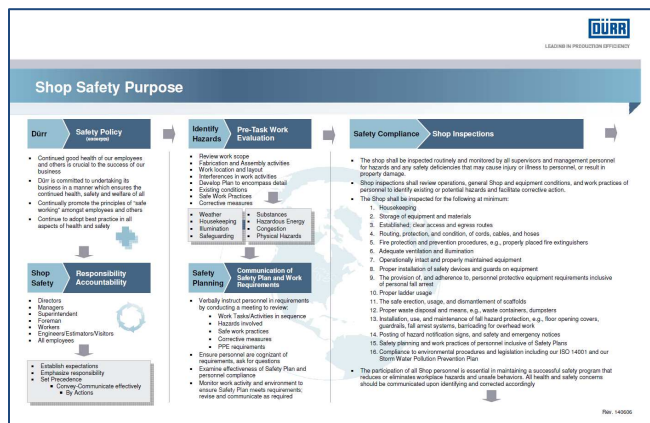 DÜRR
LEADING IN PRODUCTION EFFICIENCY
Shop Safety Purpose
Dürr
Safety Policy
(excerpts)
• Continued good health of our employees
and others is crucial to the success of our
business
• Dürr is committed to undertaking its
business in a manner which ensures the
continued health, safety and welfare of all
• Continually promote the principles of "safe
working" amongst employees and others
• Continue to adopt best practice in all
aspects of health and safety
Shop
Safety
Responsibility
Accountability
• Directors
• Managers
• Superintendent
• Foreman
• Workers
• Engineers/Estimators/Visitors
• All employees
• Establish expectations
• Emphasize responsibility
• Set Precedence
• Convey-Communicate effectively
• By Actions
Identify
Hazards
Pre-Task Work
Evaluation
• Review work scope
• Fabrication and Assembly activities
• Work location and layout
• Interferences in work activities
• Develop Plan to encompass detail
• Existing conditions
• Safe Work Practices
• Corrective measures
• Weather
• Housekeeping
• Illumination
• Safeguarding
• Substances
• Hazardous Energy
• Congestion
• Physical Hazards
Safety
Planning
Communication of
Safety Plan and Work
Requirements
• Verbally instruct personnel in requirements
by conducting a meeting to review:
• Work Tasks/Activities in sequence
• Hazards involved
• Safe work practices
• Corrective measures
• PPE requirements
• Ensure personnel are cognizant of
requirements, ask for questions
• Examine effectiveness of Safety Plan and
personnel compliance
• Monitor work activity and environment to
ensure Safety Plan meets requirements;
revise and communicate as required
Safety Compliance
Shop Inspections
• The shop shall be inspected routinely and monitored by all supervisors and management personnel
for hazards and any safety deficiencies that may cause injury or illness to personnel, or result in
property damage.
• Shop inspections shall review operations, general Shop and equipment conditions, and work practices of
personnel to identify existing or potential hazards and facilitate corrective action.
• The Shop shall be inspected for the following at minimum:
1. Housekeeping
2. Storage of equipment and materials
3. Established, clear access and egress routes
4. Routing, protection, and condition, of cords, cables, and hoses
5. Fire protection and prevention procedures, e.g., properly placed fire extinguishers
6. Adequate ventilation and illumination
7. Operationally intact and properly maintained equipment
8. Proper installation of safety devices and guards on equipment
9. The provision of, and adherence to, personnel protective equipment requirements inclusive
of personal fall arrest
10. Proper ladder usage
11. The safe erection, usage, and dismantlement of scaffolds
12. Proper waste disposal and means, e.g., waste containers, dumpsters
13. Installation, use, and maintenance of fall hazard protection, e.g., floor opening covers,
guardrails, fall arrest systems, barricading for overhead work
14. Posting of hazard notification signs, and safety and emergency notices
15. Safety planning and work practices of personnel inclusive of Safety Plans
16. Compliance to environmental procedures and legislation including our ISO 14001 and our
Storm Water Pollution Prevention Plan
• The participation of all Shop personnel is essential in maintaining a successful safety program that
reduces or eliminates workplace hazards and unsafe behaviors. All health and safety concerns
should be communicated upon identifying and corrected accordingly
Rev. 140606